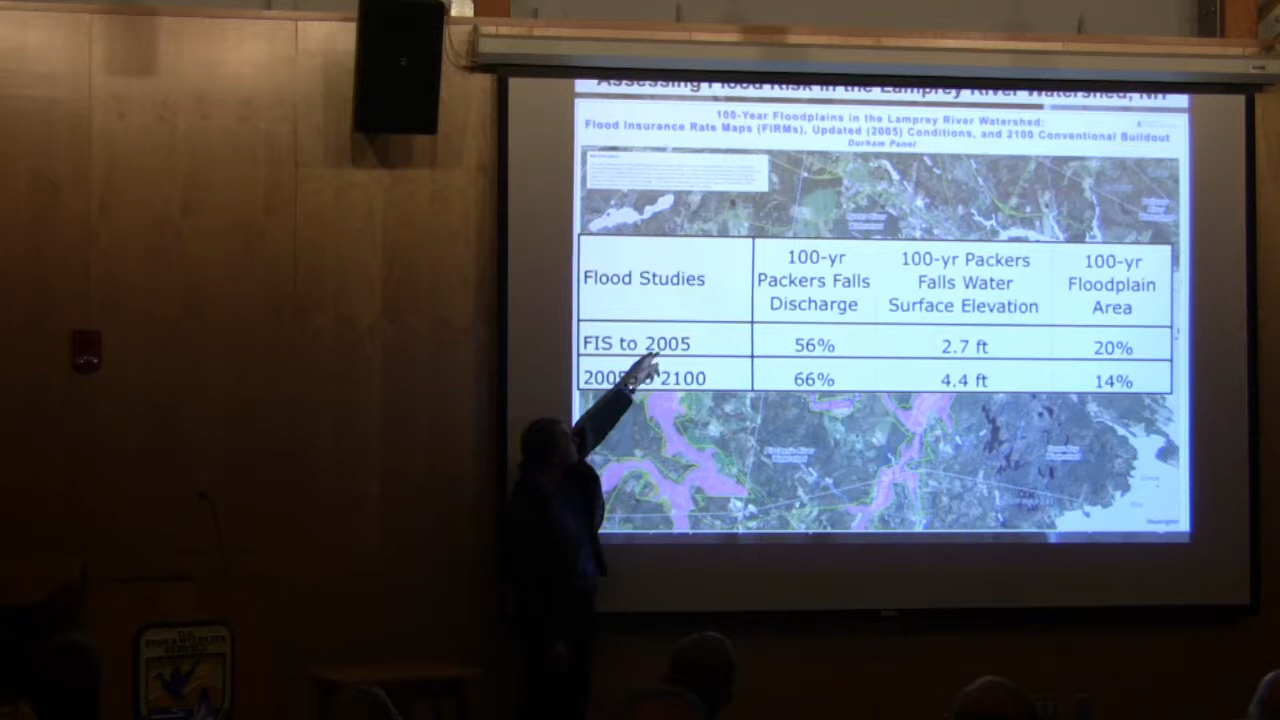 Assessing Flood Risk in the Lamprey River Watershed, NH
100-Year Floodplains in the Lamprey River Watershed:
Flood Insurance Rate Maps (FIRMs), Updated (2005) Conditions, and 2100 Conventional Buildout
Durham Panel
Flood Studies
100-yr
Packers Falls
Discharge
100-yr Packers
Falls Water
Surface Elevation
100-yr
Floodplain
Area
FIS to 2005
56%
2.7 ft
20%
2005 to 2100
66%
4.4 ft
14%
Watershed